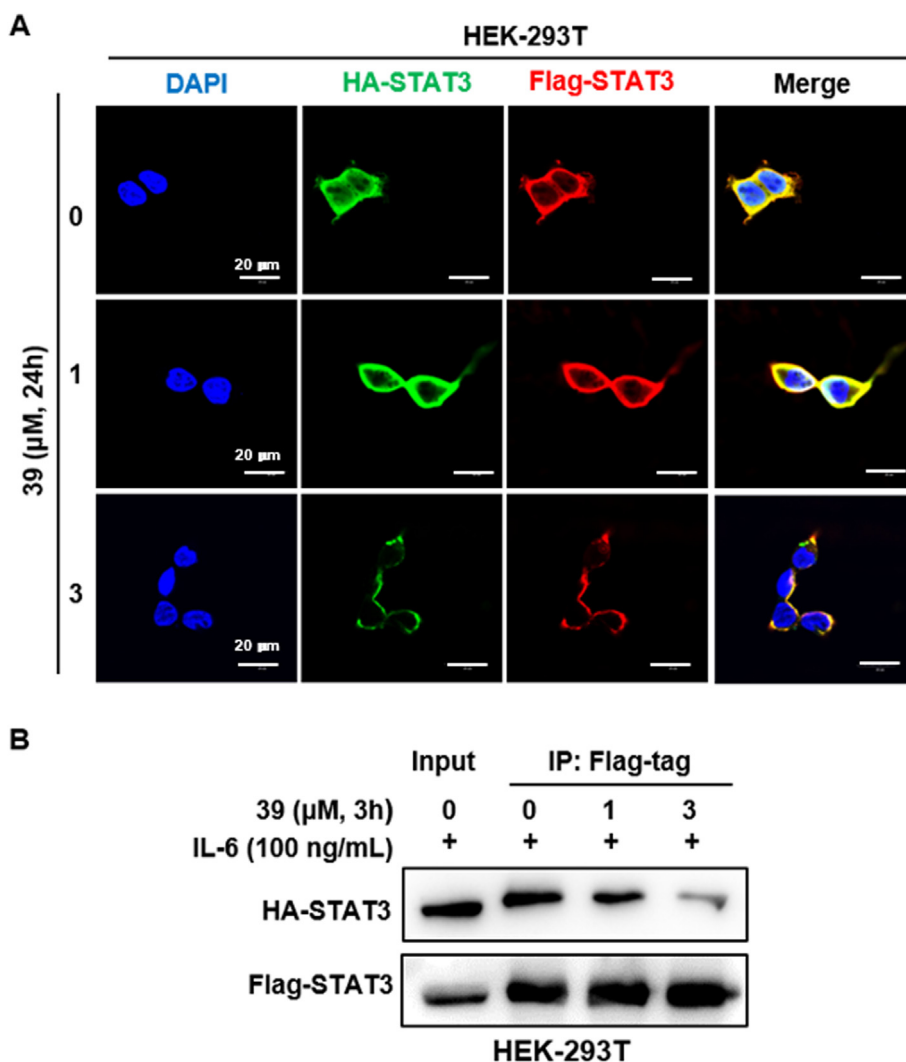 A
HEK-293T
DAPI HA-STAT3 Flag-STAT3 Merge
39 (µM, 24h)
0
20 µm
1
20 µm
3
20 µm
B
Input IP: Flag-tag
39 (µM, 3h) 0 0 1 3
IL-6 (100 ng/mL) + + + +
HA-STAT3
Flag-STAT3
HEK-293T